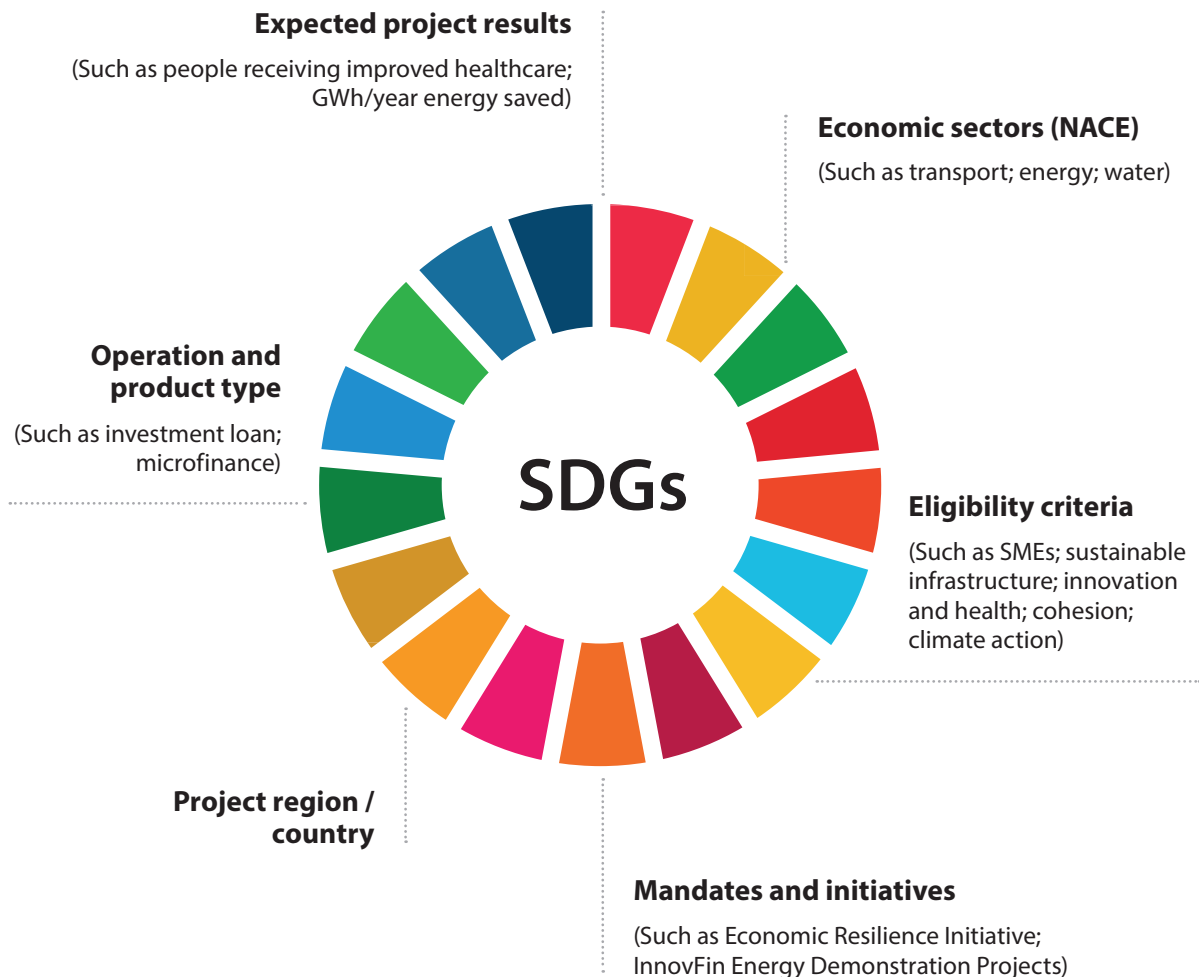 Expected project results
(Such as people receiving improved healthcare;
GWh/year energy saved)
Economic sectors (NACE)
(Such as transport; energy; water)
Operation and
product type
(Such as investment loan;
microfinance)
SDGs
Eligibility criteria
(Such as SMEs; sustainable
infrastructure; innovation
and health; cohesion;
climate action)
Project region /
country
Mandates and initiatives
(Such as Economic Resilience Initiative;
InnovFin Energy Demonstration Projects)